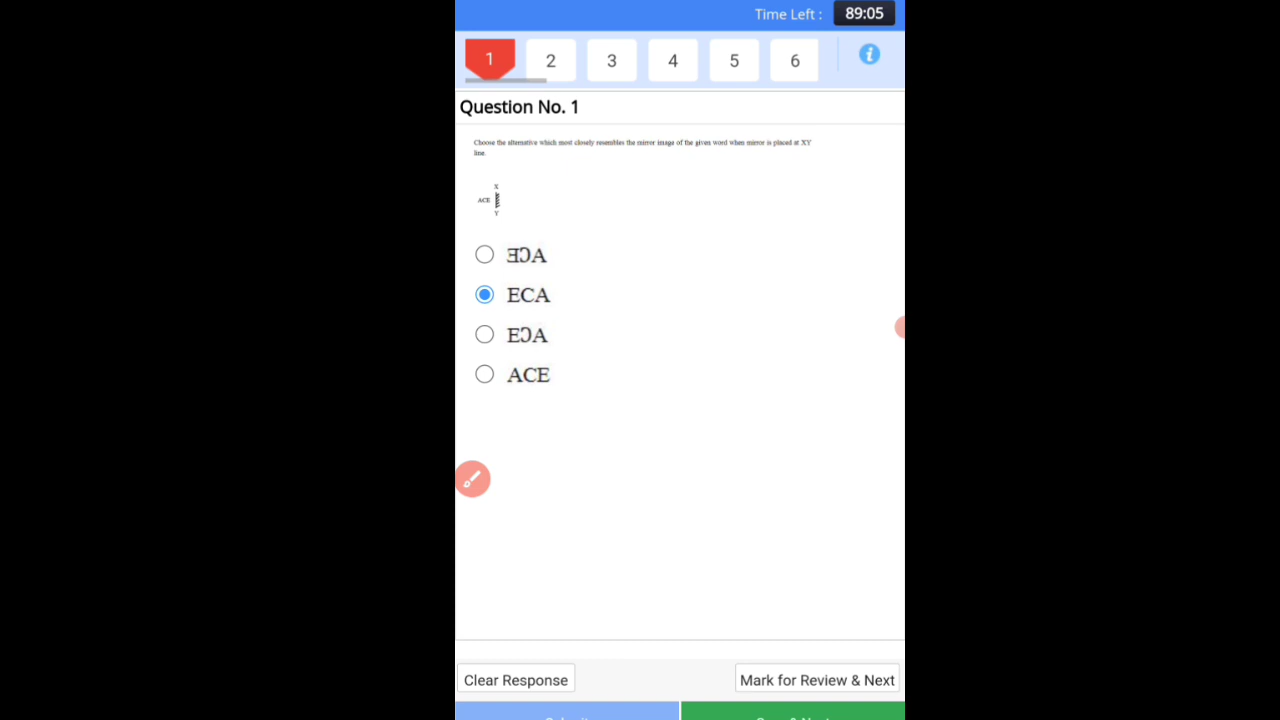 Time Left : 89:05
1 2 3 4 5 6 i
Question No. 1
Choose the alternative which most closely resembles the mirror image of the given word when mirror is placed at XY
line.
X
ACE
Y
ƎƆA
ECA
EƆA
ACE
Clear Response Mark for Review & Next